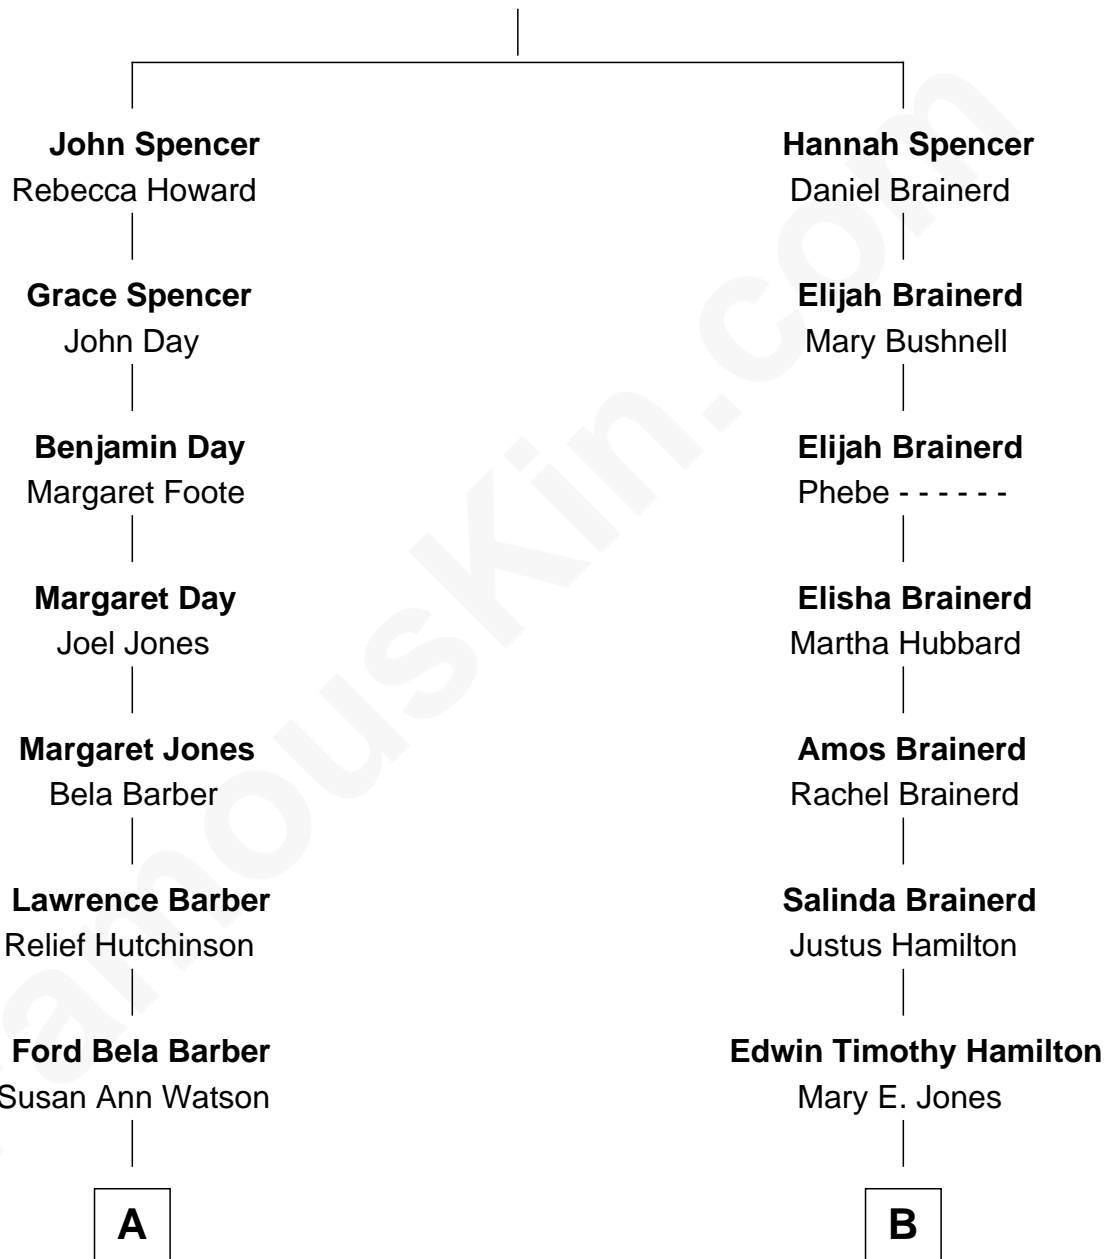 John Spencer
Rebecca Howard
Grace Spencer
John Day
Benjamin Day
Margaret Foote
Margaret Day
Joel Jones
Margaret Jones
Bela Barber
Lawrence Barber
Relief Hutchinson
Ford Bela Barber
Susan Ann Watson
A
Hannah Spencer
Daniel Brainerd
Elijah Brainerd
Mary Bushnell
Elijah Brainerd
Phebe - - - - - -
Elisha Brainerd
Martha Hubbard
Amos Brainerd
Rachel Brainerd
Salinda Brainerd
Justus Hamilton
Edwin Timothy Hamilton
Mary E. Jones
B
FamousKin.com